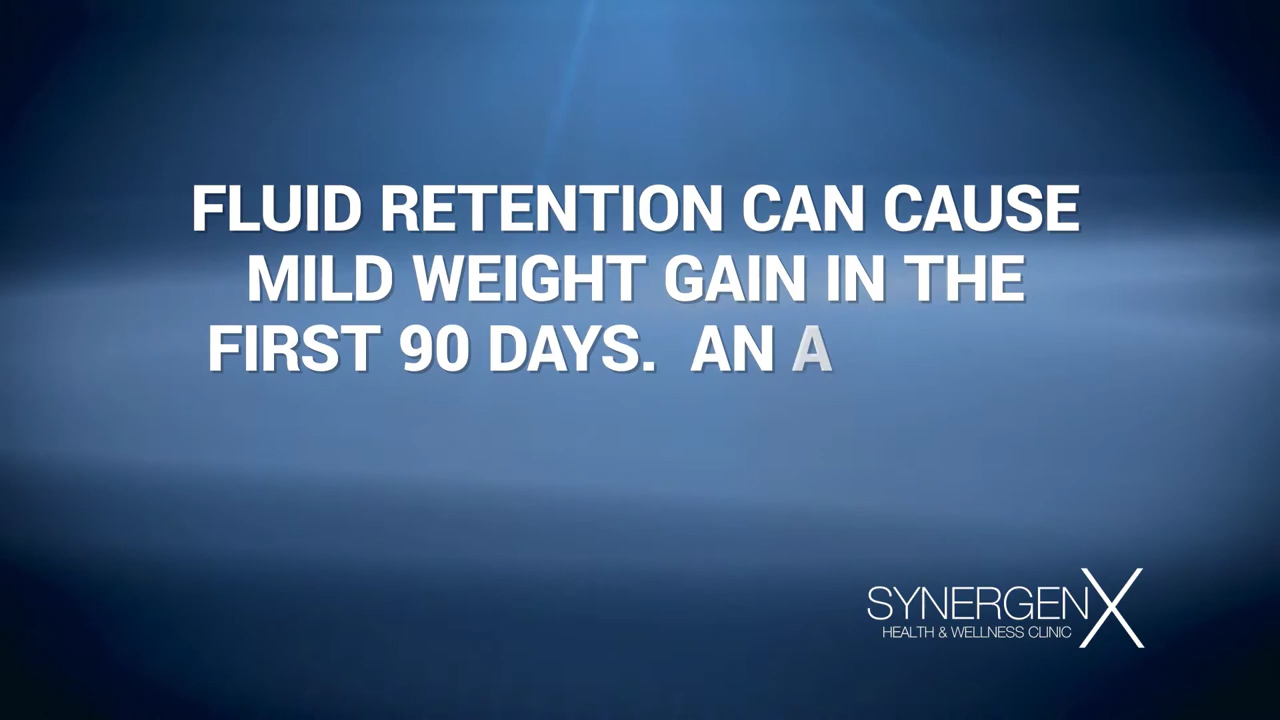 FLUID RETENTION CAN CAUSE
MILD WEIGHT GAIN IN THE
FIRST 90 DAYS.  AN A
SYNERGENX
HEALTH & WELLNESS CLINIC